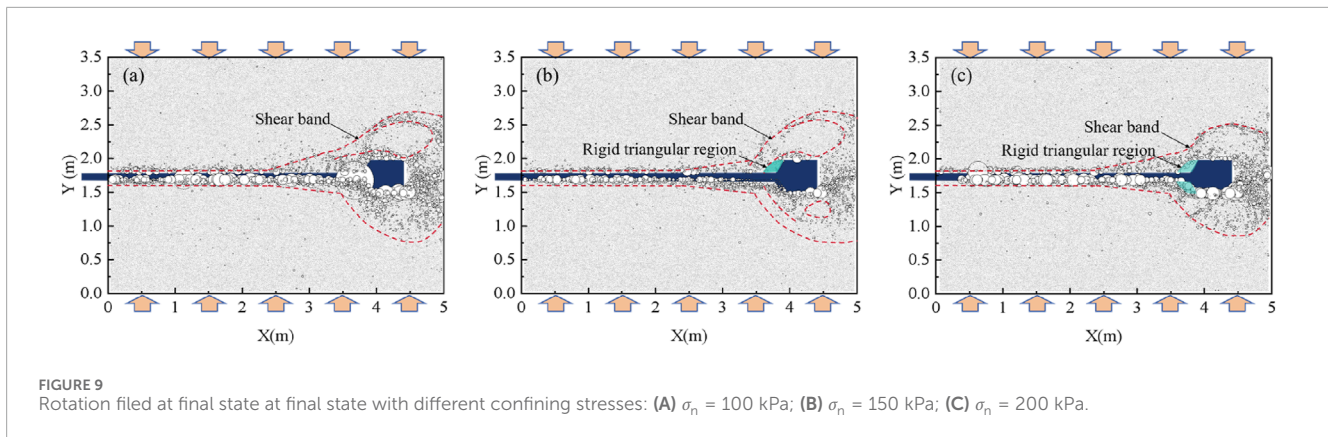 3.5
3.0
2.5
2.0
1.5
1.0
0.5
0.0
Y (m)
(a)
Shear band
0 1 2 3 4 5
X(m)
3.5
3.0
2.5
2.0
1.5
1.0
0.5
0.0
Y (m)
(b)
Shear band
Rigid triangular region
0 1 2 3 4 5
X(m)
3.5
3.0
2.5
2.0
1.5
1.0
0.5
0.0
Y (m)
(c)
Shear band
Rigid triangular region
0 1 2 3 4 5
X(m)
FIGURE 9
Rotation filed at final state at final state with different confining stresses: (A) σn = 100 kPa; (B) σn = 150 kPa; (C) σn = 200 kPa.